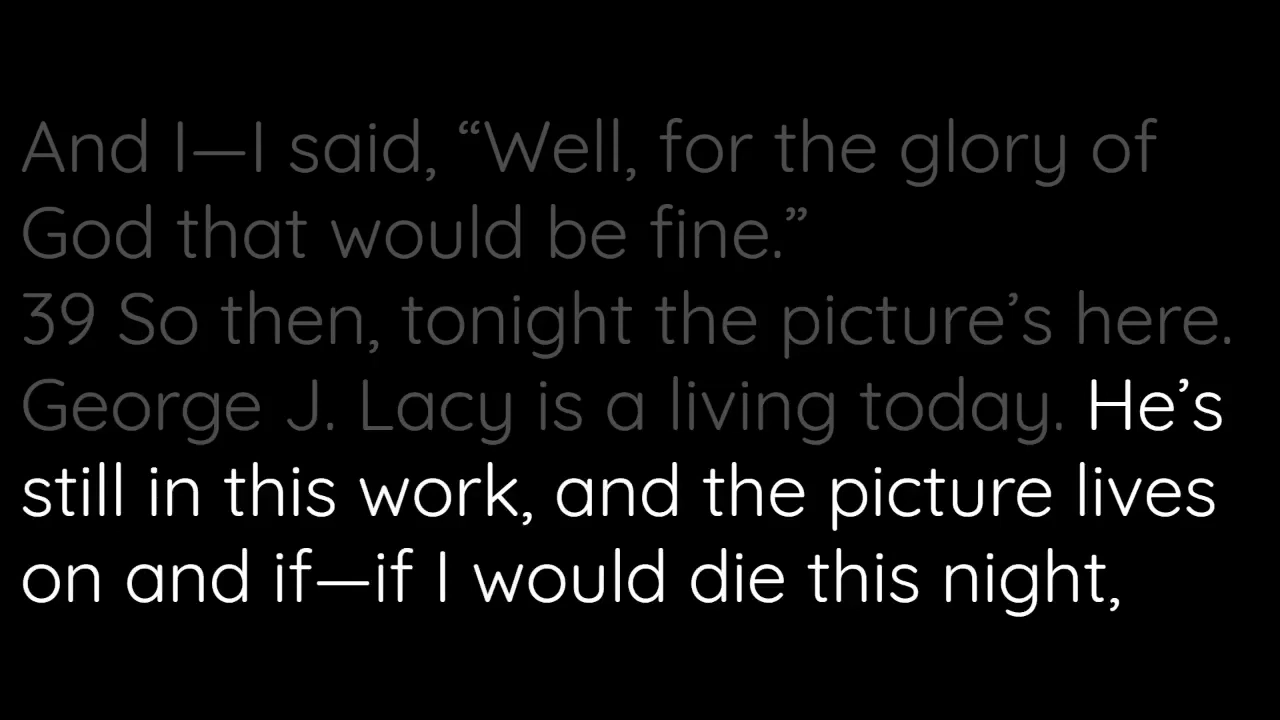 And I—I said, “Well, for the glory of
God that would be fine.”
39 So then, tonight the picture’s here.
George J. Lacy is a living today. He’s
still in this work, and the picture lives
on and if—if I would die this night,